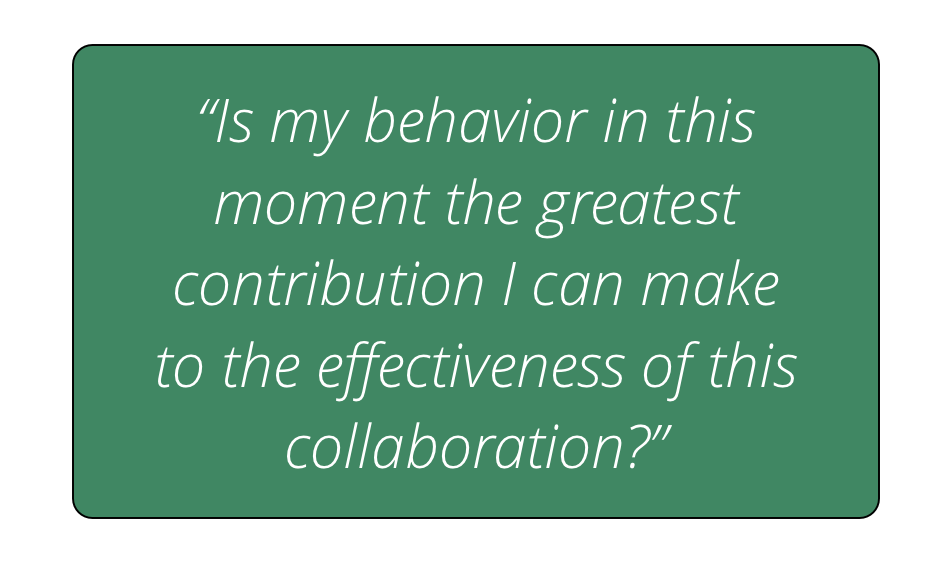 “Is my behavior in this
moment the greatest
contribution I can make
to the effectiveness of this
collaboration?”